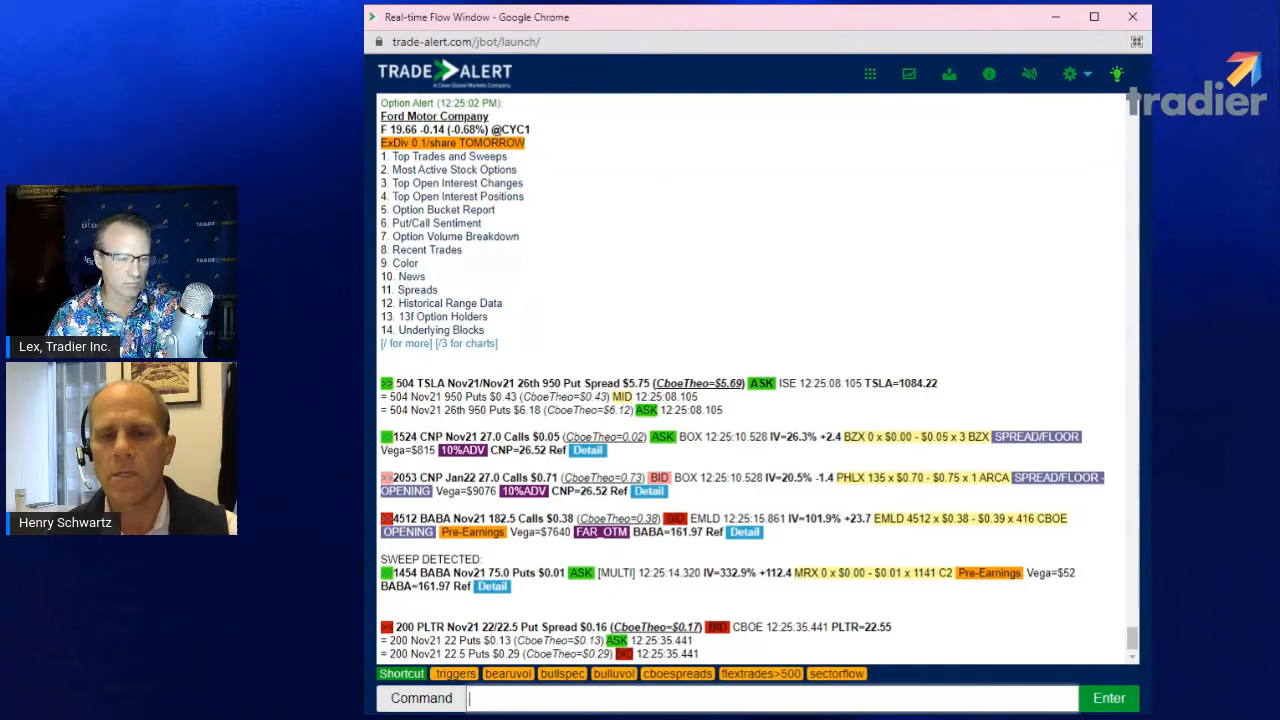 Real-time Flow Window - Google Chrome
trade-alert.com/jbot/launch/
TRADE ALERT
A Cboe Global Markets Company
tradier
Option Alert (12:25:02 PM):
Ford Motor Company
F 19.66 -0.14 (-0.68%) @CYC1
ExDiv 0.1/share TOMORROW
1. Top Trades and Sweeps
2. Most Active Stock Options
3. Top Open Interest Changes
4. Top Open Interest Positions
5. Option Bucket Report
6. Put/Call Sentiment
7. Option Volume Breakdown
8. Recent Trades
9. Color
10. News
11. Spreads
12. Historical Range Data
13. 13f Option Holders
14. Underlying Blocks
[/ for more] [/3 for charts]
>> 504 TSLA Nov21/Nov21 26th 950 Put Spread $5.75 (CboeTheo=$5.69) ASK ISE 12:25:08.105 TSLA=1084.22
= 504 Nov21 950 Puts $0.43 (CboeTheo=$0.43) MID 12:25:08.105
= 504 Nov21 26th 950 Puts $6.18 (CboeTheo=$6.12) ASK 12:25:08.105
>>1524 CNP Nov21 27.0 Calls $0.05 (CboeTheo=0.02) ASK BOX 12:25:10.528 IV=26.3% +2.4 BZX 0 x $0.00 - $0.05 x 3 BZX SPREAD/FLOOR
Vega=$815 10%ADV CNP=26.52 Ref Detail
>>2053 CNP Jan22 27.0 Calls $0.71 (CboeTheo=0.73) BID BOX 12:25:10.528 IV=20.5% -1.4 PHLX 135 x $0.70 - $0.75 x 1 ARCA SPREAD/FLOOR -
OPENING Vega=$9076 10%ADV CNP=26.52 Ref Detail
>>4512 BABA Nov21 182.5 Calls $0.38 (CboeTheo=0.38) BID EMLD 12:25:15.861 IV=101.9% +23.7 EMLD 4512 x $0.38 - $0.39 x 416 CBOE
OPENING Pre-Earnings Vega=$7640 FAR_OTM BABA=161.97 Ref Detail
SWEEP DETECTED:
>>1454 BABA Nov21 75.0 Puts $0.01 ASK [MULTI] 12:25:14.320 IV=332.9% +112.4 MRX 0 x $0.00 - $0.01 x 1141 C2 Pre-Earnings Vega=$52
BABA=161.97 Ref Detail
>> 200 PLTR Nov21 22/22.5 Put Spread $0.16 (CboeTheo=$0.17) BID CBOE 12:25:35.441 PLTR=22.55
= 200 Nov21 22 Puts $0.13 (CboeTheo=$0.13) ASK 12:25:35.441
= 200 Nov21 22.5 Puts $0.29 (CboeTheo=$0.29) BID 12:25:35.441
Shortcut triggers bearuvol bullspec bulluvol cboespreads flextrades>500 sectorflow
Command Enter
Lex, Tradier Inc.
Henry Schwartz